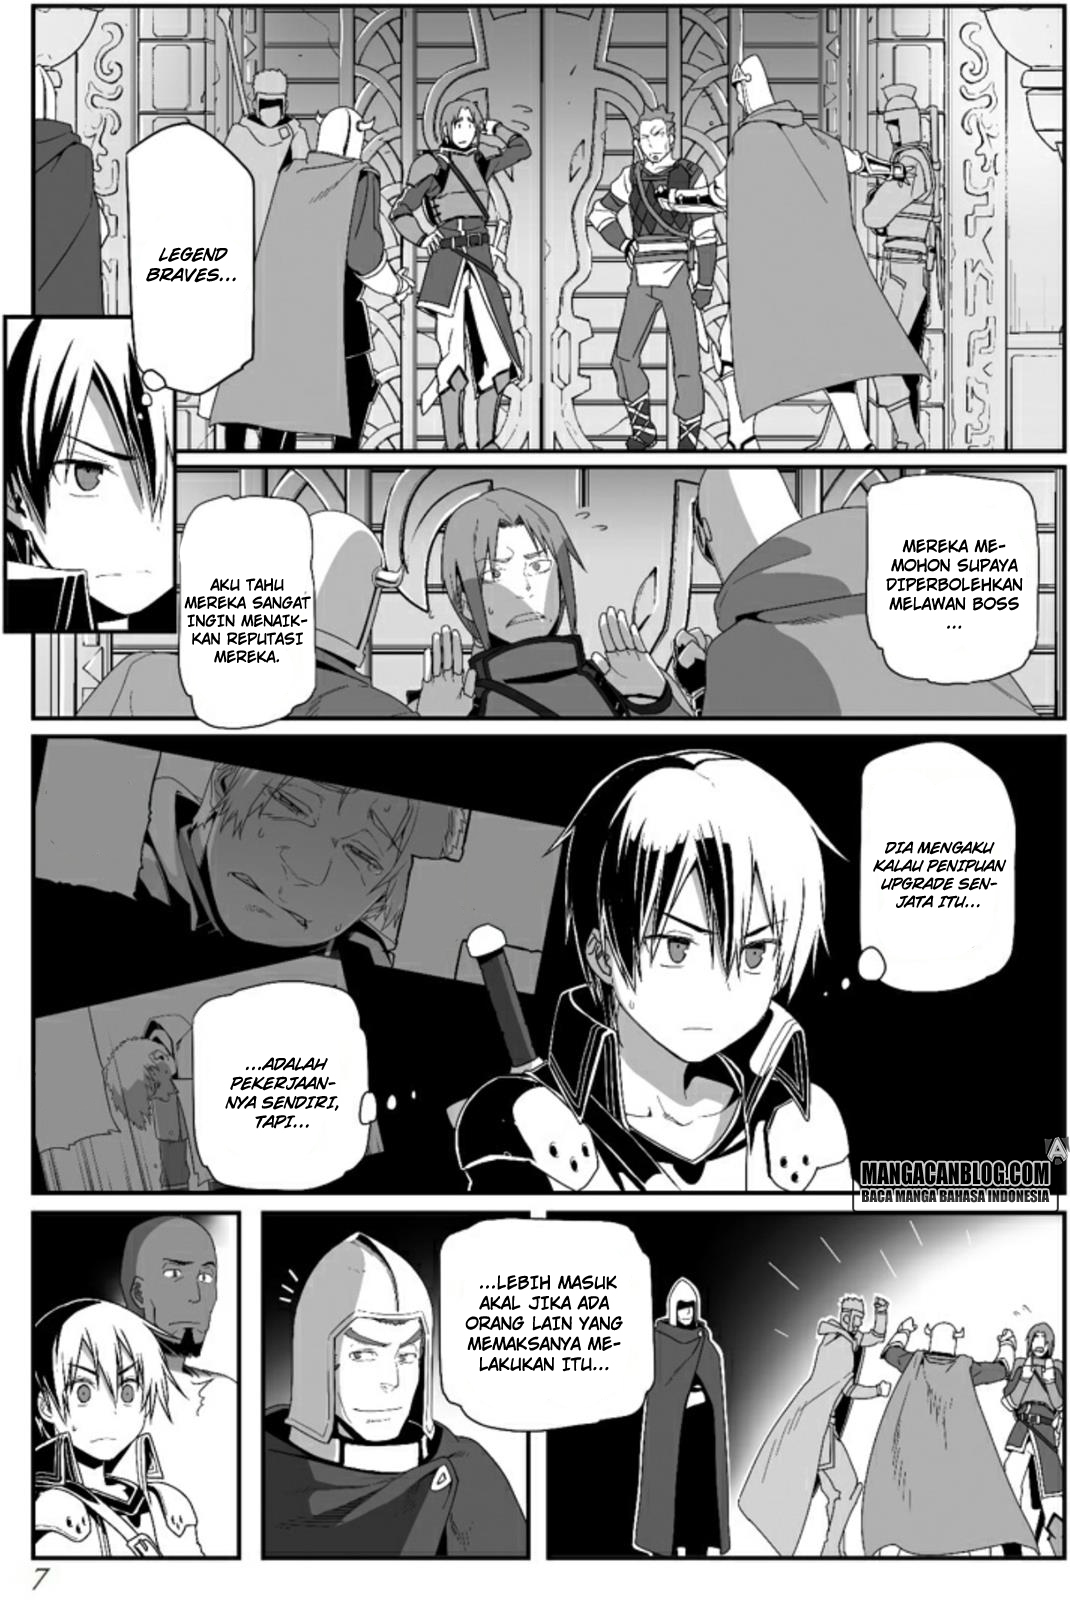 LEGEND
BRAVES...
MEREKA ME-
MOHON SUPAYA
DIPERBOLEHKAN
MELAWAN BOSS
...
AKU TAHU
MEREKA SANGAT
INGIN MENAIK-
KAN REPUTASI
MEREKA.
DIA MENGAKU
KALAU PENIPUAN
UPGRADE SEN-
JATA ITU...
...ADALAH
PEKERJAAN-
NYA SENDIRI,
TAPI...
MANGACANBLOG.COM
BACA MANGA BAHASA INDONESIA
...LEBIH MASUK
AKAL JIKA ADA
ORANG LAIN YANG
MEMAKSANYA ME-
LAKUKAN ITU...
7